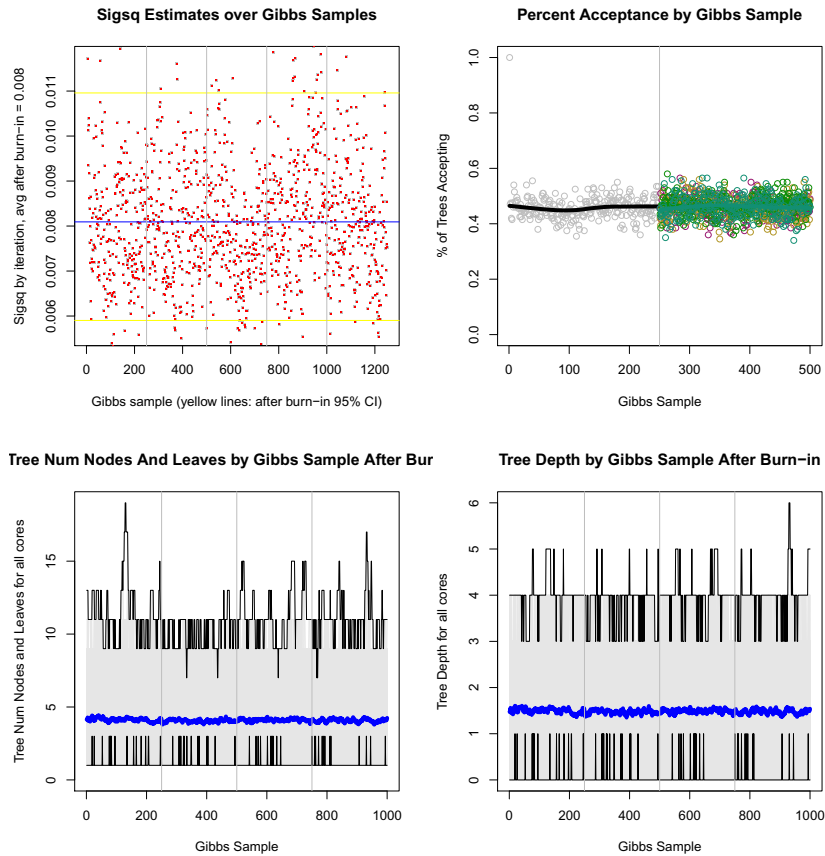 Sigsq Estimates over Gibbs Samples
Sigsq by iteration, avg after burn−in = 0.008
0.006 0.007 0.008 0.009 0.010 0.011
0 200 400 600 800 1000 1200
Gibbs sample (yellow lines: after burn−in 95% CI)
Percent Acceptance by Gibbs Sample
% of Trees Accepting
0.0 0.2 0.4 0.6 0.8 1.0
0 100 200 300 400 500
Gibbs Sample
Tree Num Nodes And Leaves by Gibbs Sample After Bur
Tree Num Nodes and Leaves for all cores
0 5 10 15
0 200 400 600 800 1000
Gibbs Sample
Tree Depth by Gibbs Sample After Burn−in
Tree Depth for all cores
0 1 2 3 4 5 6
0 200 400 600 800 1000
Gibbs Sample